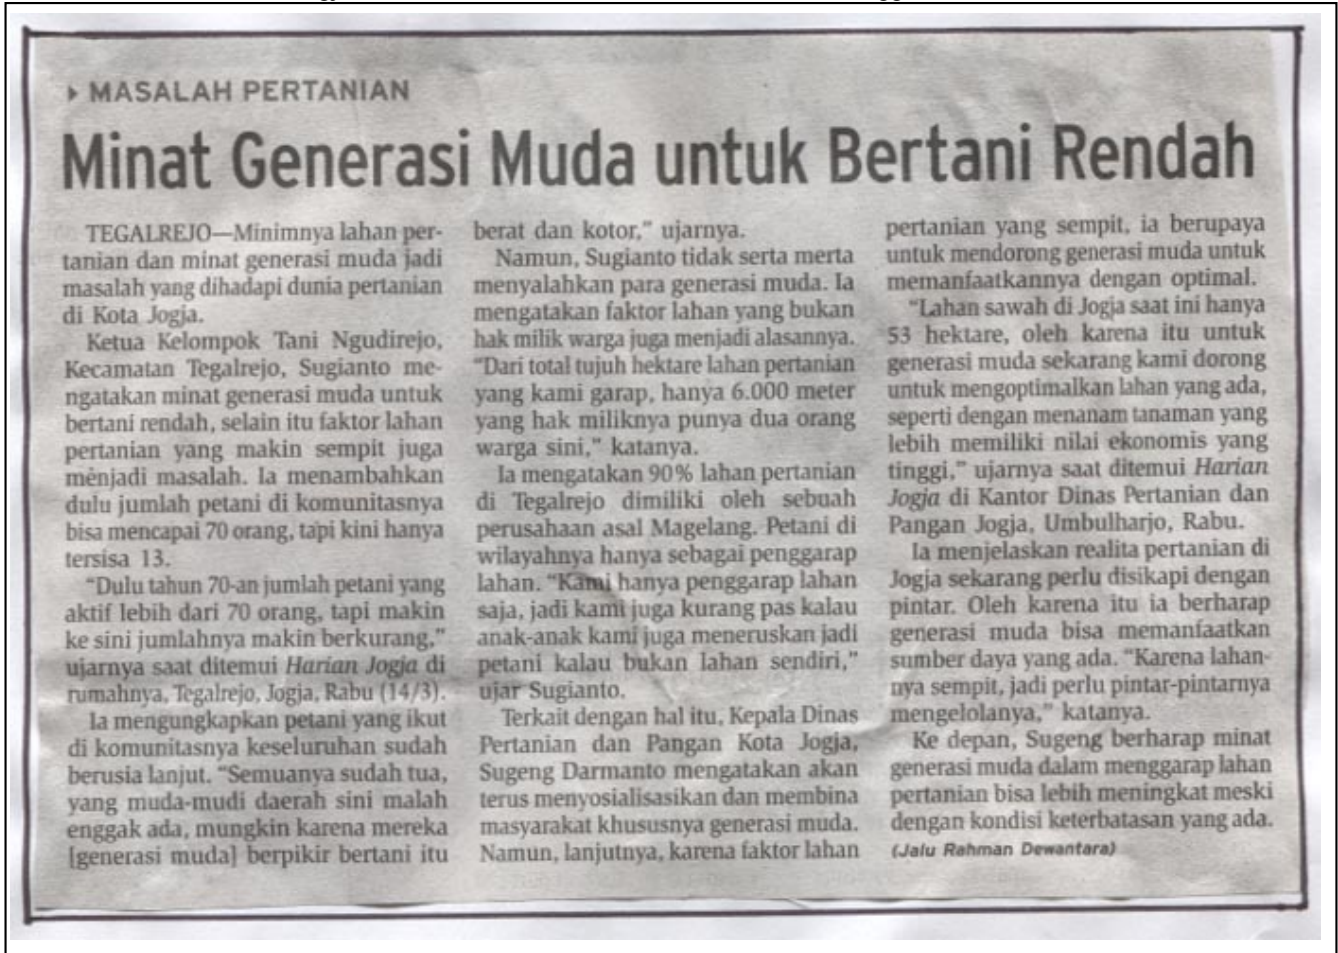 ▸ MASALAH PERTANIAN
Minat Generasi Muda untuk Bertani Rendah
TEGALREJO—Minimnya lahan per-
tanian dan minat generasi muda jadi
masalah yang dihadapi dunia pertanian
di Kota Jogja.
Ketua Kelompok Tani Ngudirejo,
Kecamatan Tegalrejo, Sugianto me-
ngatakan minat generasi muda untuk
bertani rendah, selain itu faktor lahan
pertanian yang makin sempit juga
menjadi masalah. Ia menambahkan
dulu jumlah petani di komunitasnya
bisa mencapai 70 orang, tapi kini hanya
tersisa 13.
"Dulu tahun 70-an jumlah petani yang
aktif lebih dari 70 orang, tapi makin
ke sini jumlahnya makin berkurang,"
ujarnya saat ditemui Harian Jogja di
rumahnya, Tegalrejo, Jogja, Rabu (14/3).
Ia mengungkapkan petani yang ikut
di komunitasnya keseluruhan sudah
berusia lanjut. "Semuanya sudah tua,
yang muda-mudi daerah sini malah
enggak ada, mungkin karena mereka
[generasi muda] berpikir bertani itu
berat dan kotor," ujarnya.
Namun, Sugianto tidak serta merta
menyalahkan para generasi muda. Ia
mengatakan faktor lahan yang bukan
hak milik warga juga menjadi alasannya.
"Dari total tujuh hektare lahan pertanian
yang kami garap, hanya 6.000 meter
yang hak miliknya punya dua orang
warga sini," katanya.
Ia mengatakan 90% lahan pertanian
di Tegalrejo dimiliki oleh sebuah
perusahaan asal Magelang. Petani di
wilayahnya hanya sebagai penggarap
lahan. "Kami hanya penggarap lahan
saja, jadi kami juga kurang pas kalau
anak-anak kami juga meneruskan jadi
petani kalau bukan lahan sendiri,"
ujar Sugianto.
Terkait dengan hal itu, Kepala Dinas
Pertanian dan Pangan Kota Jogja,
Sugeng Darmanto mengatakan akan
terus menyosialisasikan dan membina
masyarakat khususnya generasi muda.
Namun, lanjutnya, karena faktor lahan
pertanian yang sempit, ia berupaya
untuk mendorong generasi muda untuk
memanfaatkannya dengan optimal.
"Lahan sawah di Jogja saat ini hanya
53 hektare, oleh karena itu untuk
generasi muda sekarang kami dorong
untuk mengoptimalkan lahan yang ada,
seperti dengan menanam tanaman yang
lebih memiliki nilai ekonomis yang
tinggi," ujarnya saat ditemui Harian
Jogja di Kantor Dinas Pertanian dan
Pangan Jogja, Umbulharjo, Rabu.
Ia menjelaskan realita pertanian di
Jogja sekarang perlu disikapi dengan
pintar. Oleh karena itu ia berharap
generasi muda bisa memanfaatkan
sumber daya yang ada. "Karena lahan-
nya sempit, jadi perlu pintar-pintarnya
mengelolanya," katanya.
Ke depan, Sugeng berharap minat
generasi muda dalam menggarap lahan
pertanian bisa lebih meningkat meski
dengan kondisi keterbatasan yang ada.
(Jalu Rahman Dewantara)